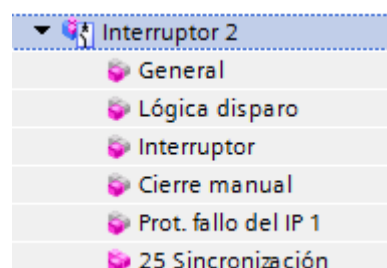 Interruptor 2
General
Lógica disparo
Interruptor
Cierre manual
Prot. fallo del IP 1
25 Sincronización